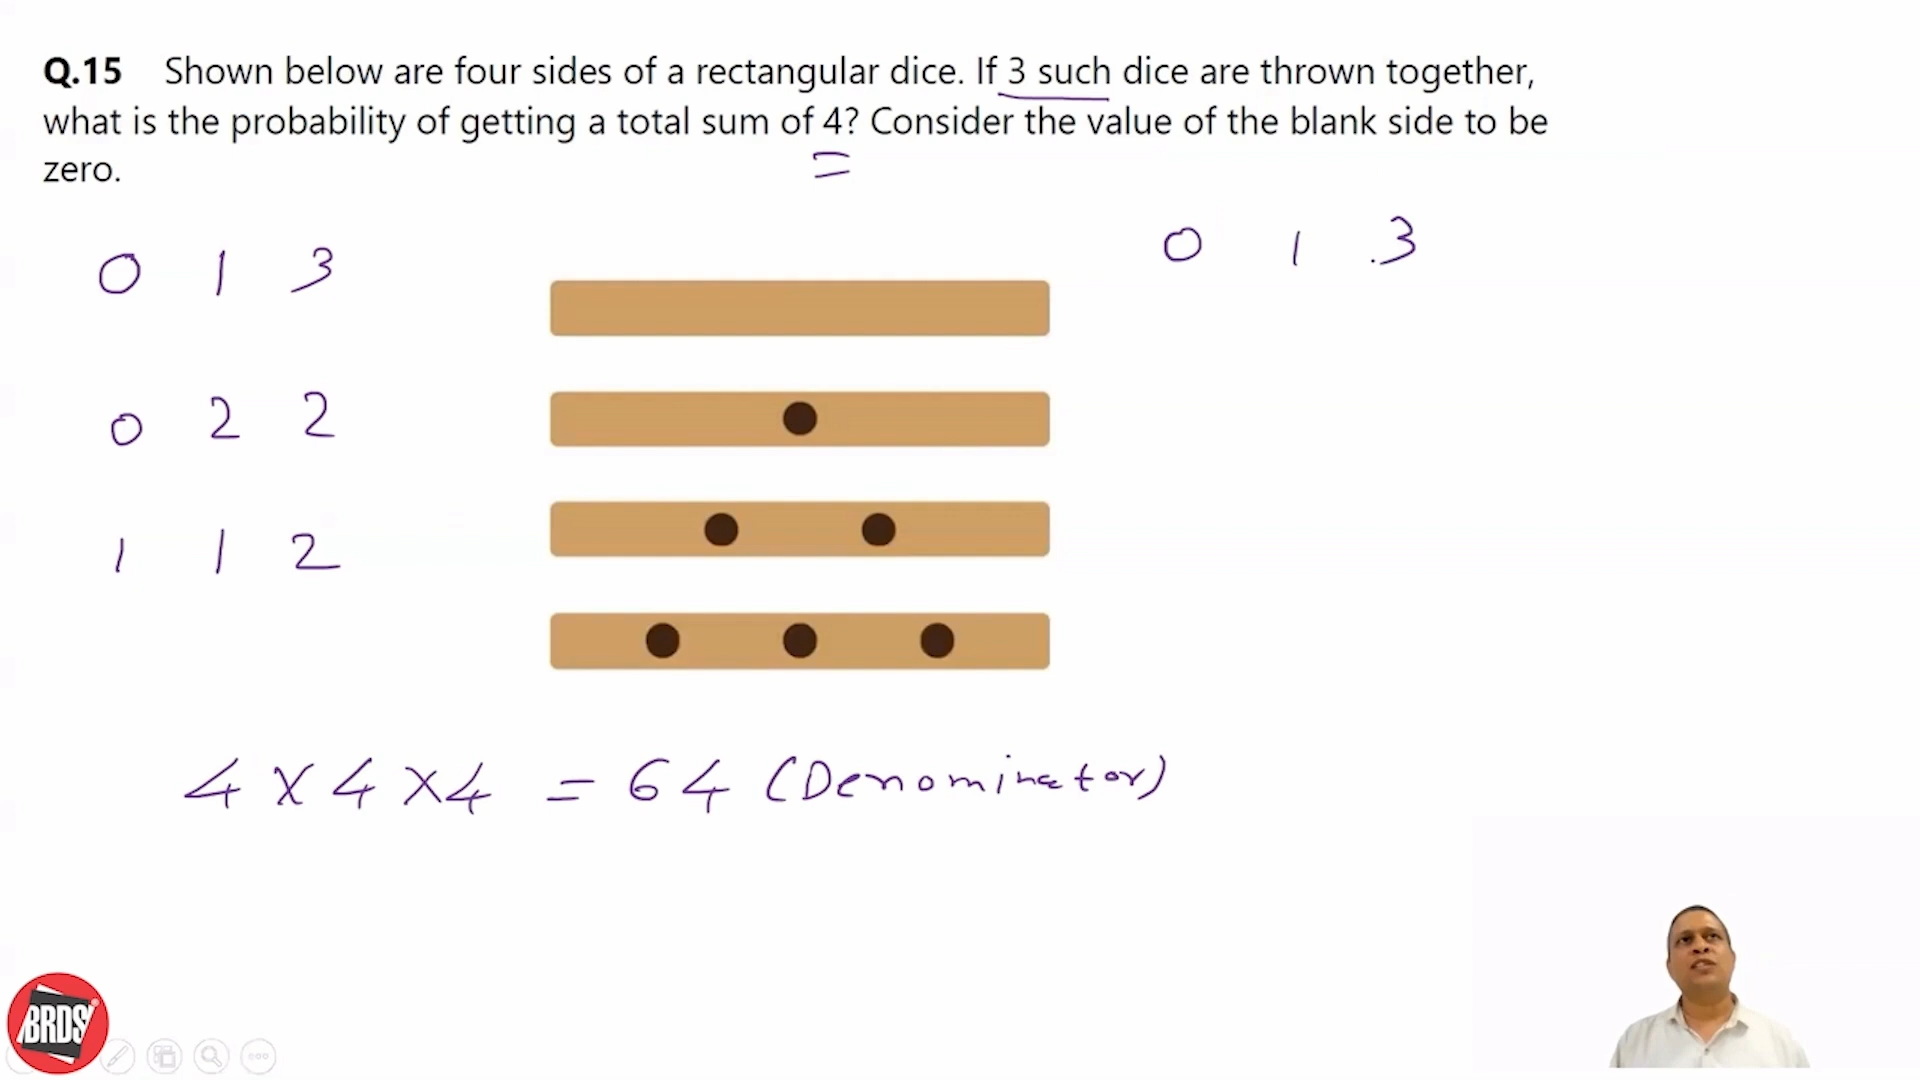 Q.15 Shown below are four sides of a rectangular dice. If 3 such dice are thrown together,
what is the probability of getting a total sum of 4? Consider the value of the blank side to be
zero.
0 1 3
0 1 3
0 2 2
1 1 2
4 × 4 × 4 = 64 (Denominator)
BRDS